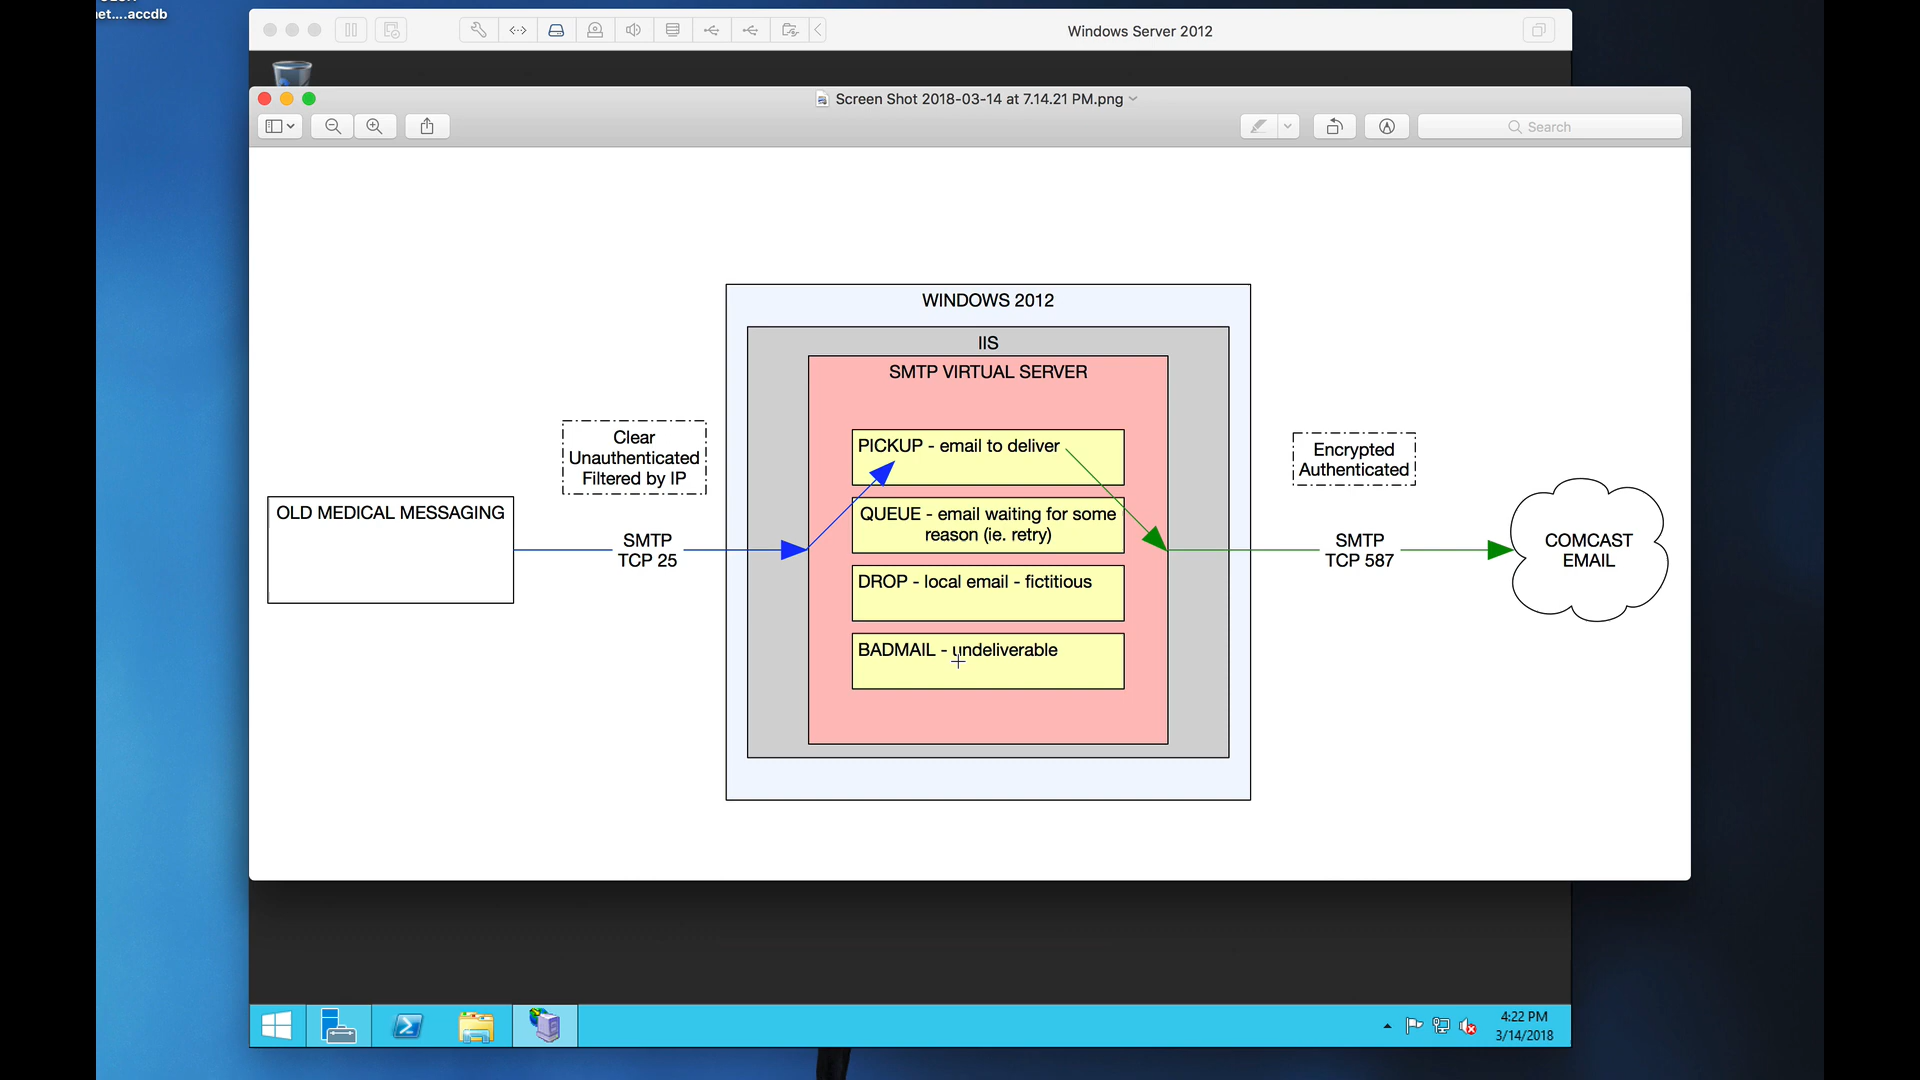 et....accdb
Windows Server 2012
Screen Shot 2018-03-14 at 7.14.21 PM.png
Search
WINDOWS 2012
IIS
SMTP VIRTUAL SERVER
Clear
Unauthenticated
Filtered by IP
PICKUP - email to deliver
Encrypted
Authenticated
OLD MEDICAL MESSAGING
QUEUE - email waiting for some
reason (ie. retry)
SMTP
TCP 25
SMTP
TCP 587
COMCAST
EMAIL
DROP - local email - fictitious
BADMAIL - undeliverable
4:22 PM
3/14/2018